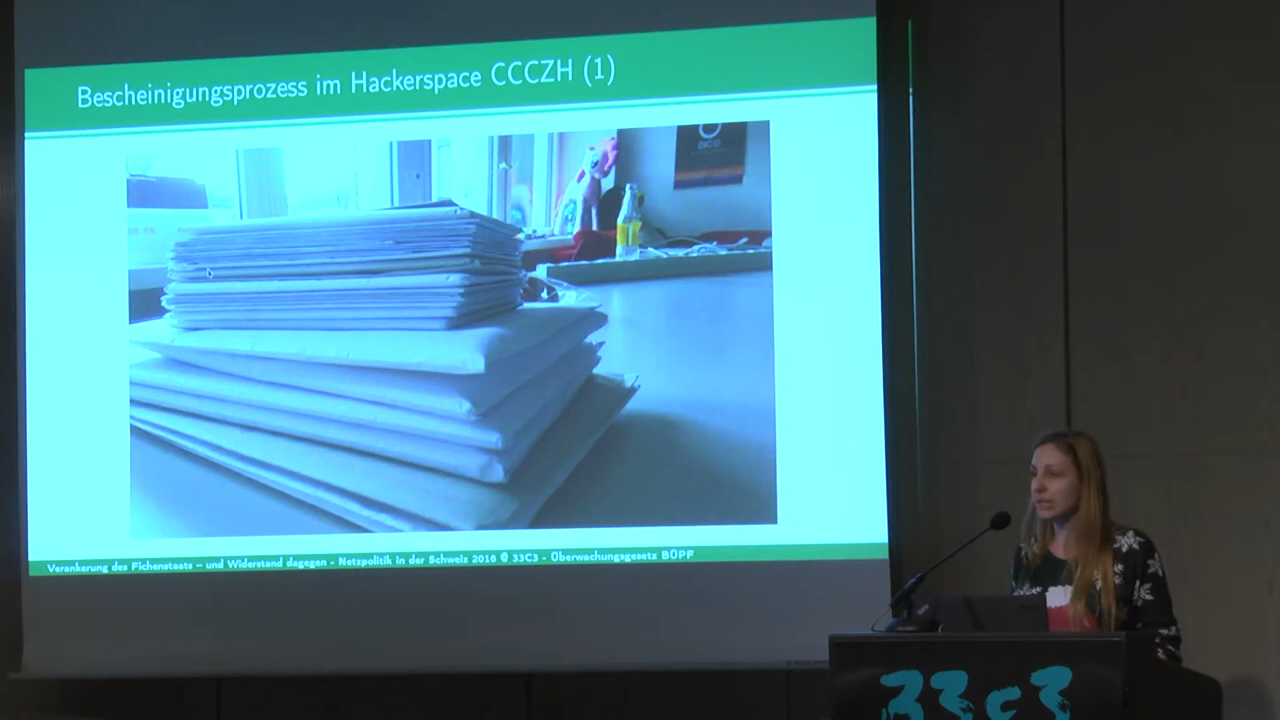 Bescheinigungsprozess im Hackerspace CCCZH (1)
Verankerung des Fichenstaats – und Widerstand dagegen - Netzpolitik in der Schweiz 2016 @ 33C3 - Überwachungsgesetz BÜPF
33c3